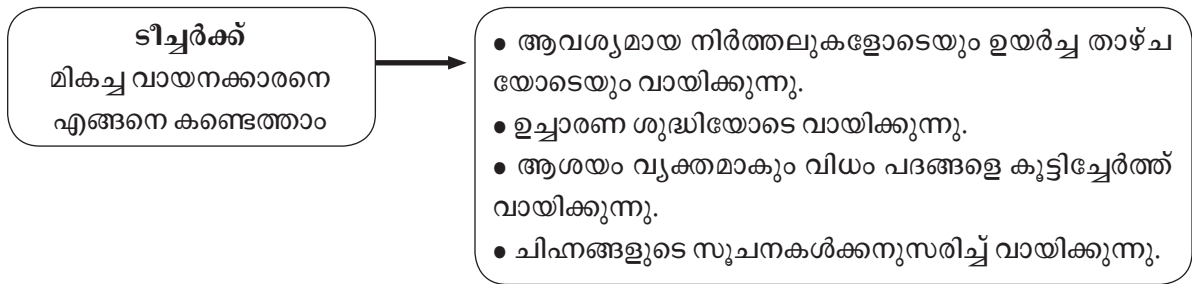 ടീച്ചർക്ക്
മികച്ച വായനക്കാരനെ
എങ്ങനെ കണ്ടെത്താം
● ആവശ്യമായ നിർത്തലുകളോടെയും ഉയർച്ച താഴ്ച
യോടെയും വായിക്കുന്നു.
● ഉച്ചാരണ ശുദ്ധിയോടെ വായിക്കുന്നു.
● ആശയം വ്യക്തമാകും വിധം പദങ്ങളെ കൂട്ടിച്ചേർത്ത്
വായിക്കുന്നു.
● ചിഹ്നങ്ങളുടെ സൂചനകൾക്കനുസരിച്ച് വായിക്കുന്നു.